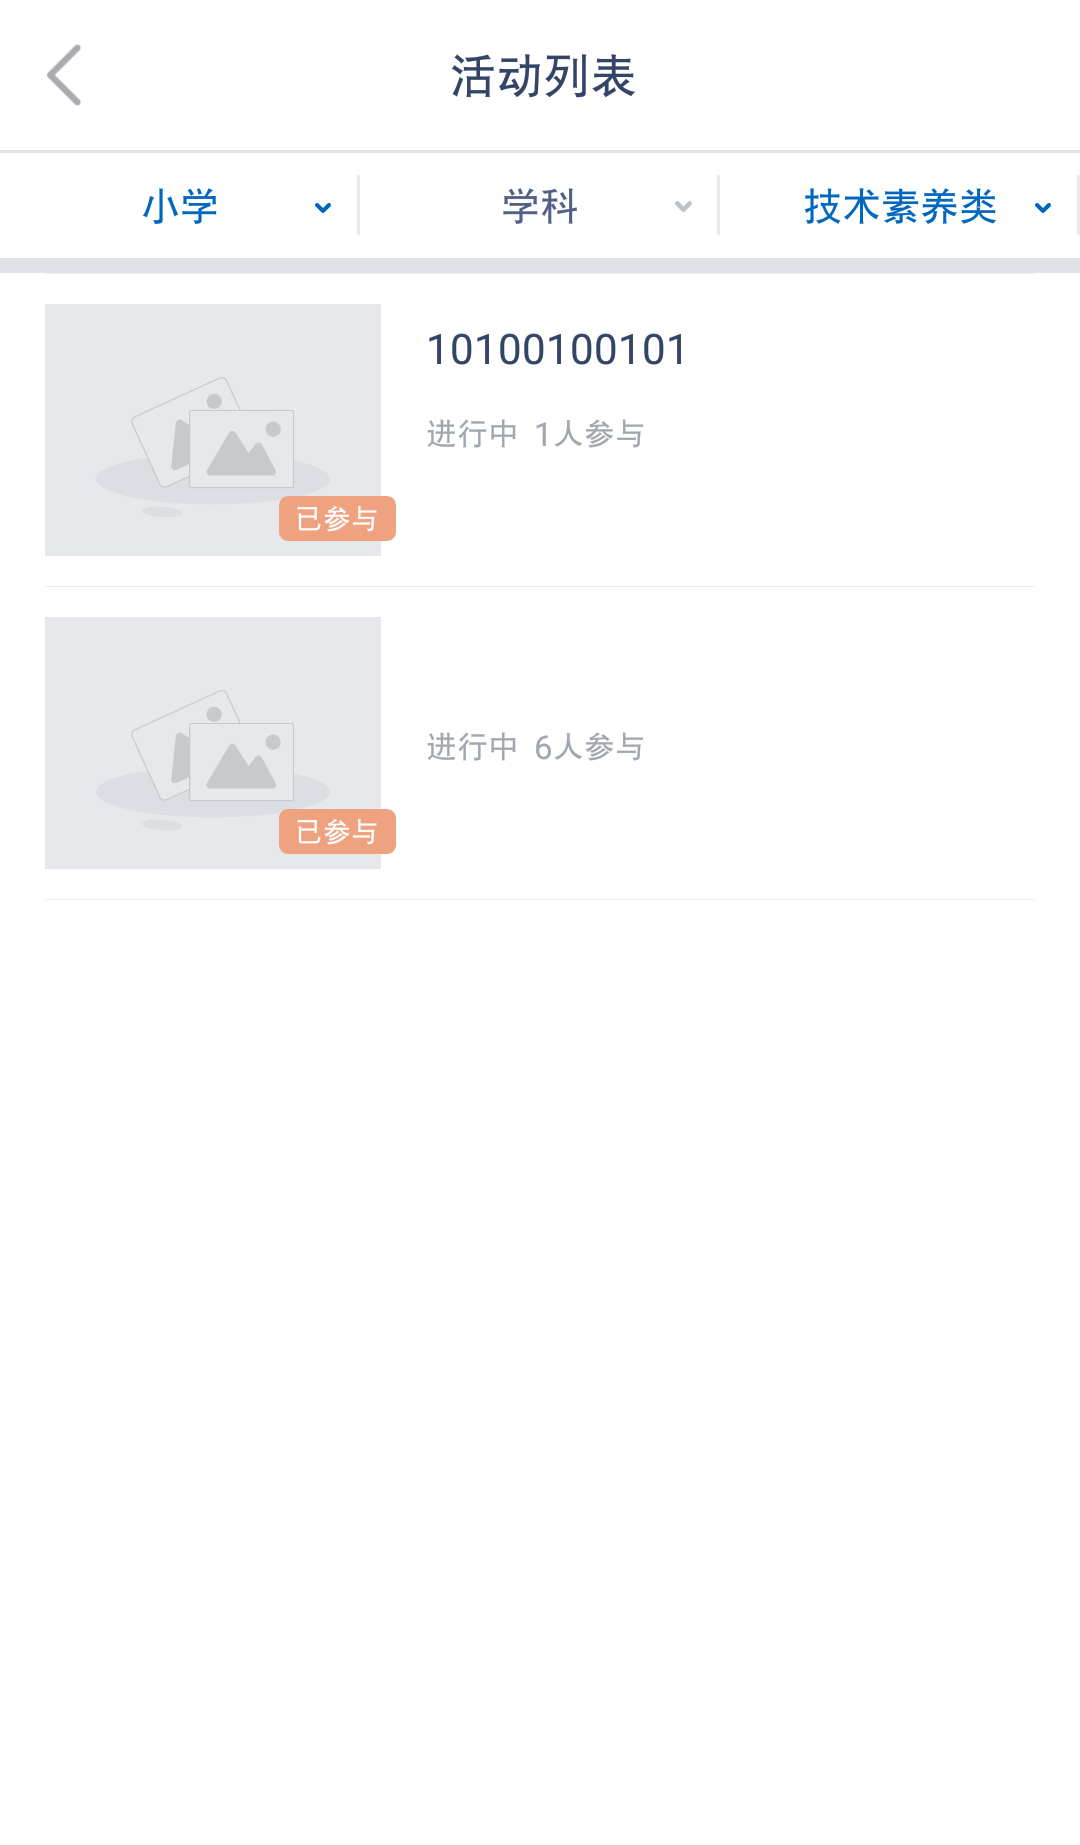 活动列表
小学 学科 技术素养类
10100100101
进行中 1人参与
已参与
进行中 6人参与
已参与